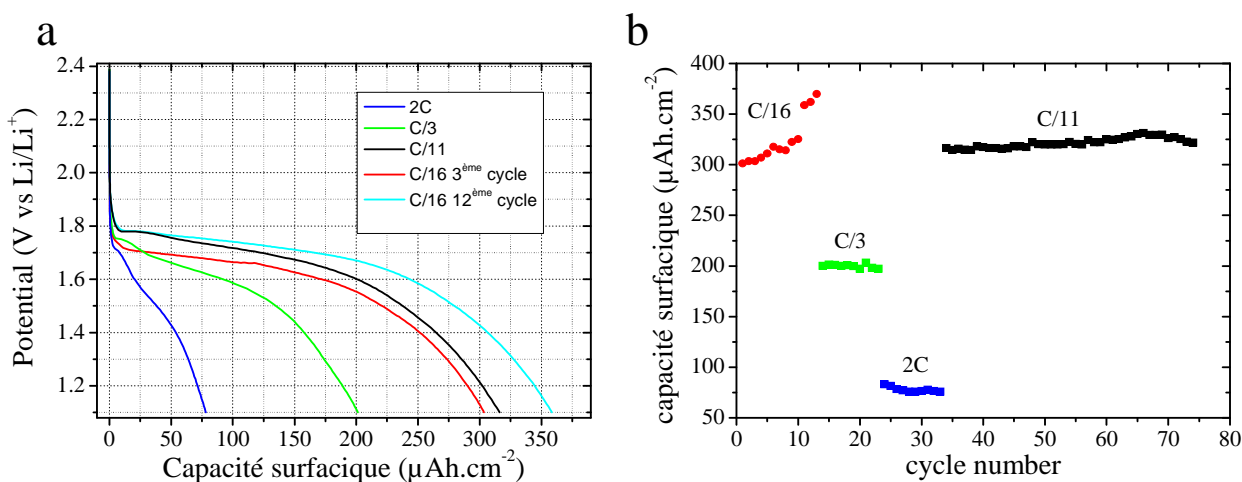 a
2.4
2.2
2.0
1.8
1.6
1.4
1.2
Potential (V vs Li/Li⁺)
2C
C/3
C/11
C/16 3ᵉᵐᵉ cycle
C/16 12ᵉᵐᵉ cycle
0 50 100 150 200 250 300 350
Capacité surfacique (µAh.cm⁻²)
b
400
350
300
250
200
150
100
50
capacité surfacique (µAh.cm⁻²)
C/16
C/11
C/3
2C
0 10 20 30 40 50 60 70 80
cycle number